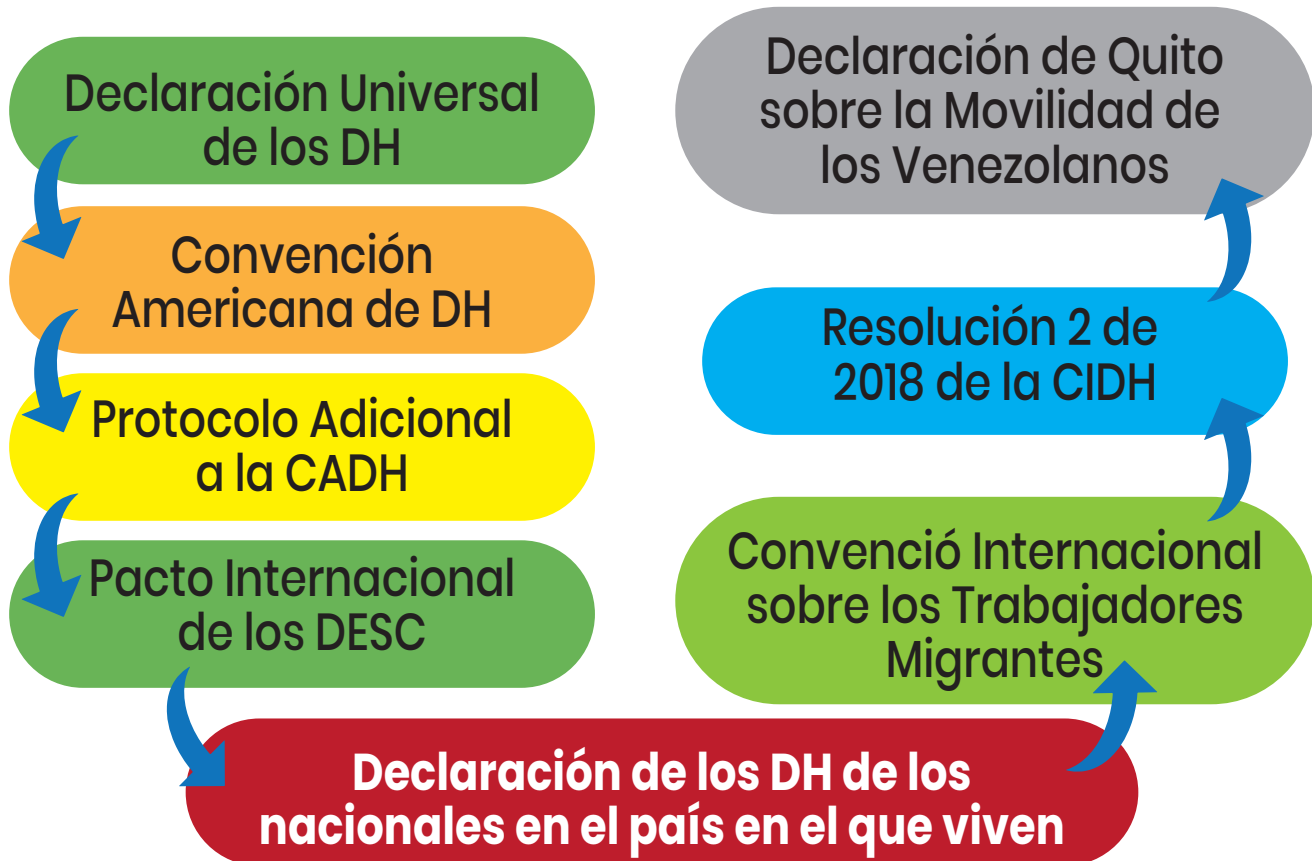 Declaración Universal
de los DH
Convención
Americana de DH
Protocolo Adicional
a la CADH
Pacto Internacional
de los DESC
Declaración de los DH de los
nacionales en el país en el que viven
Convenció Internacional
sobre los Trabajadores
Migrantes
Resolución 2 de
2018 de la CIDH
Declaración de Quito
sobre la Movilidad de
los Venezolanos